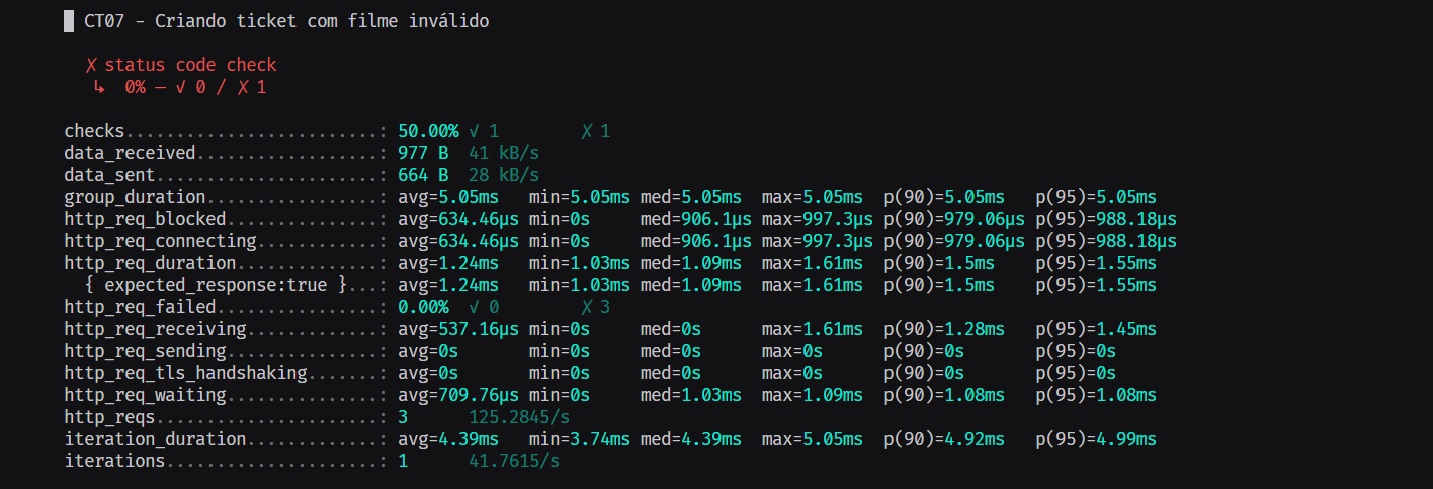 CT07 - Criando ticket com filme inválido
✗ status code check
↳ 0% — ✓ 0 / ✗ 1
checks.........................: 50.00% ✓ 1 ✗ 1
data_received..................: 977 B 41 kB/s
data_sent......................: 664 B 28 kB/s
group_duration.................: avg=5.05ms min=5.05ms med=5.05ms max=5.05ms p(90)=5.05ms p(95)=5.05ms
http_req_blocked...............: avg=634.46µs min=0s med=906.1µs max=997.3µs p(90)=979.06µs p(95)=988.18µs
http_req_connecting............: avg=634.46µs min=0s med=906.1µs max=997.3µs p(90)=979.06µs p(95)=988.18µs
http_req_duration..............: avg=1.24ms min=1.03ms med=1.09ms max=1.61ms p(90)=1.5ms p(95)=1.55ms
{ expected_response:true }...: avg=1.24ms min=1.03ms med=1.09ms max=1.61ms p(90)=1.5ms p(95)=1.55ms
http_req_failed................: 0.00% ✓ 0 ✗ 3
http_req_receiving.............: avg=537.16µs min=0s med=0s max=1.61ms p(90)=1.28ms p(95)=1.45ms
http_req_sending...............: avg=0s min=0s med=0s max=0s p(90)=0s p(95)=0s
http_req_tls_handshaking.......: avg=0s min=0s med=0s max=0s p(90)=0s p(95)=0s
http_req_waiting...............: avg=709.76µs min=0s med=1.03ms max=1.09ms p(90)=1.08ms p(95)=1.08ms
http_reqs......................: 3 125.2845/s
iteration_duration.............: avg=4.39ms min=3.74ms med=4.39ms max=5.05ms p(90)=4.92ms p(95)=4.99ms
iterations.....................: 1 41.7615/s